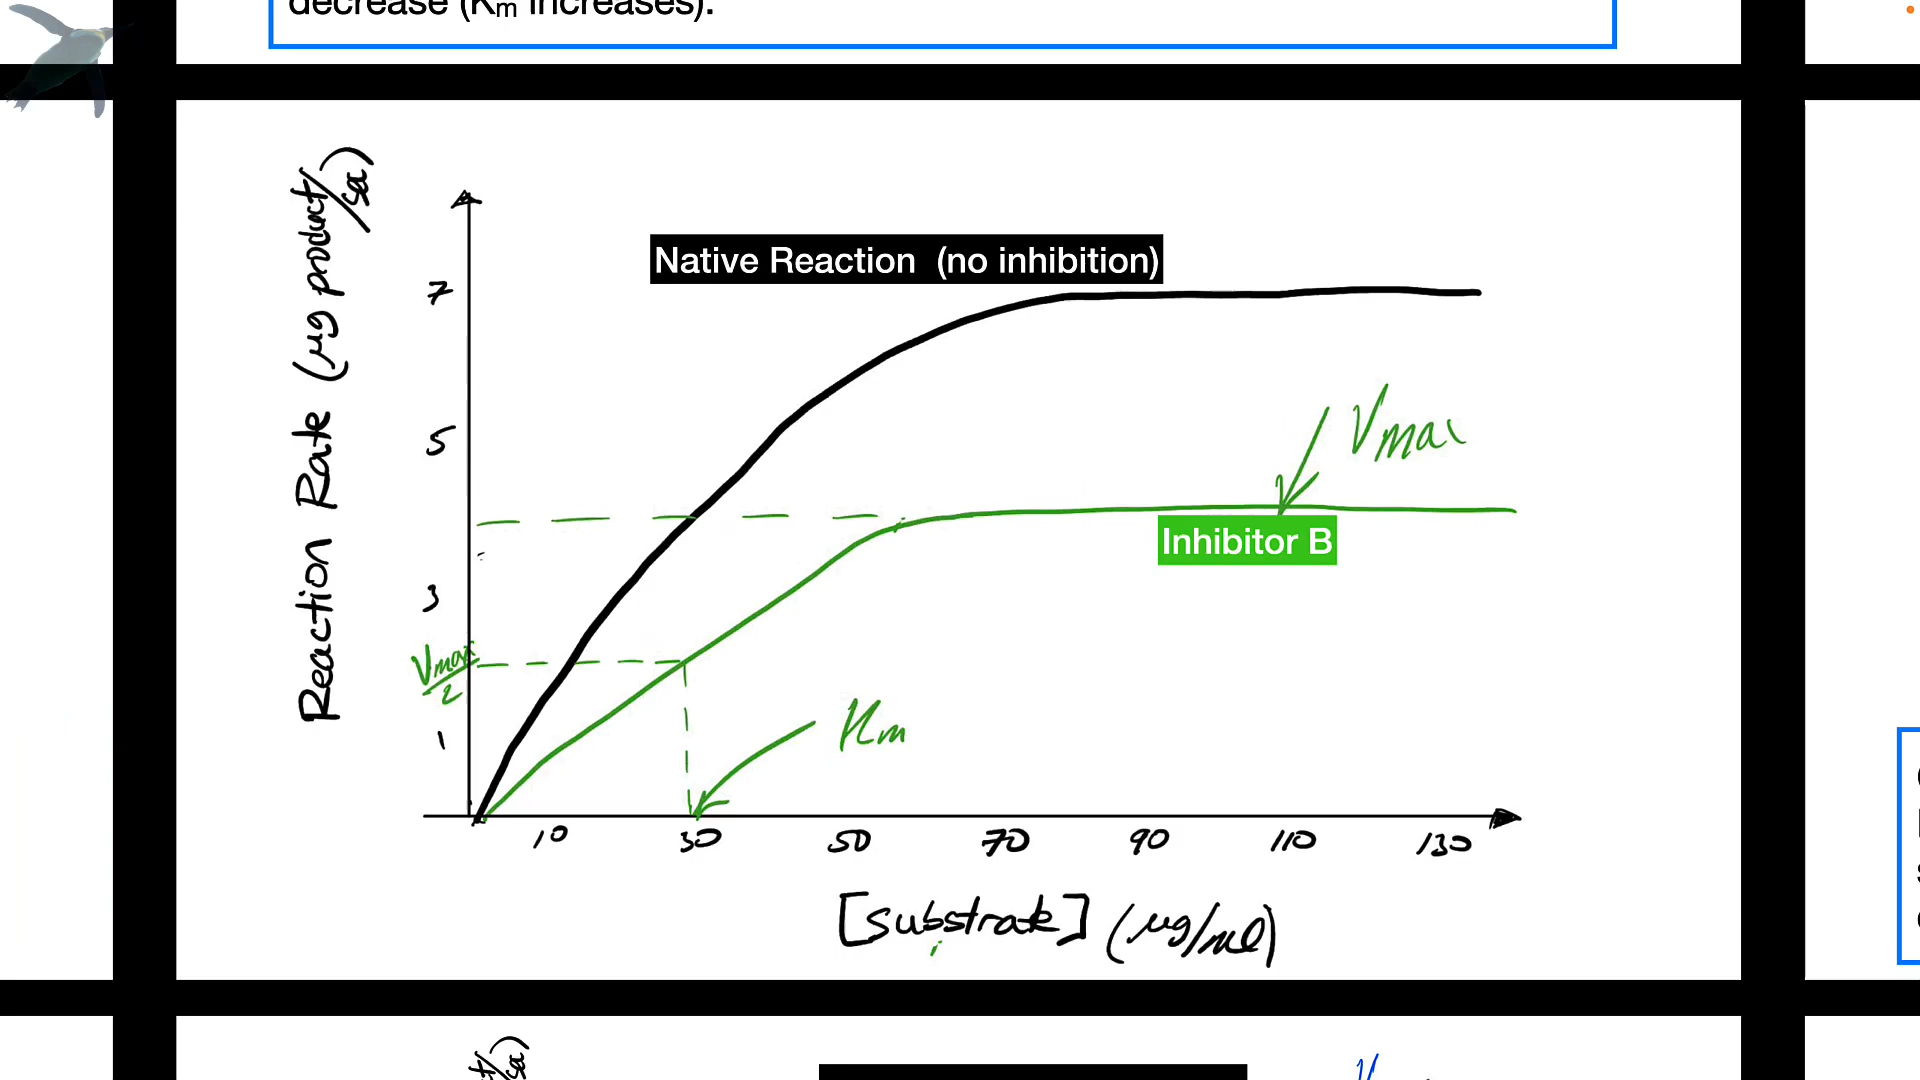 decrease (Km increases).
Reaction Rate (μg product/sec)
Native Reaction (no inhibition)
7
5
3
1
Vmax
Inhibitor B
Vmax/2
Km
10 30 50 70 90 110 130
[substrate] (μg/ml)